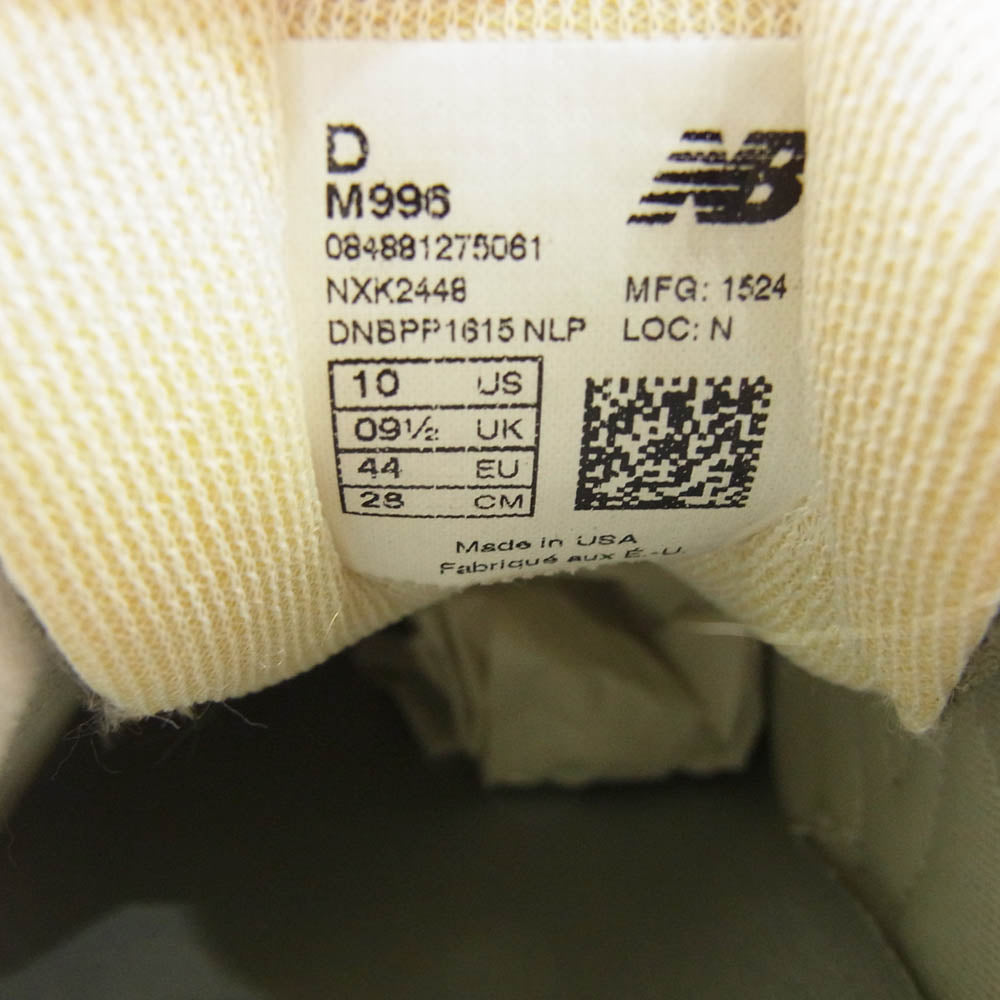 D
NB
M996
084881275061
NXK2448 MFG: 1524
DNBPP1615 NLP LOC: N
10 US
09½ UK
44 EU
28 CM
Made in USA
Fabriqué aux É.-U.